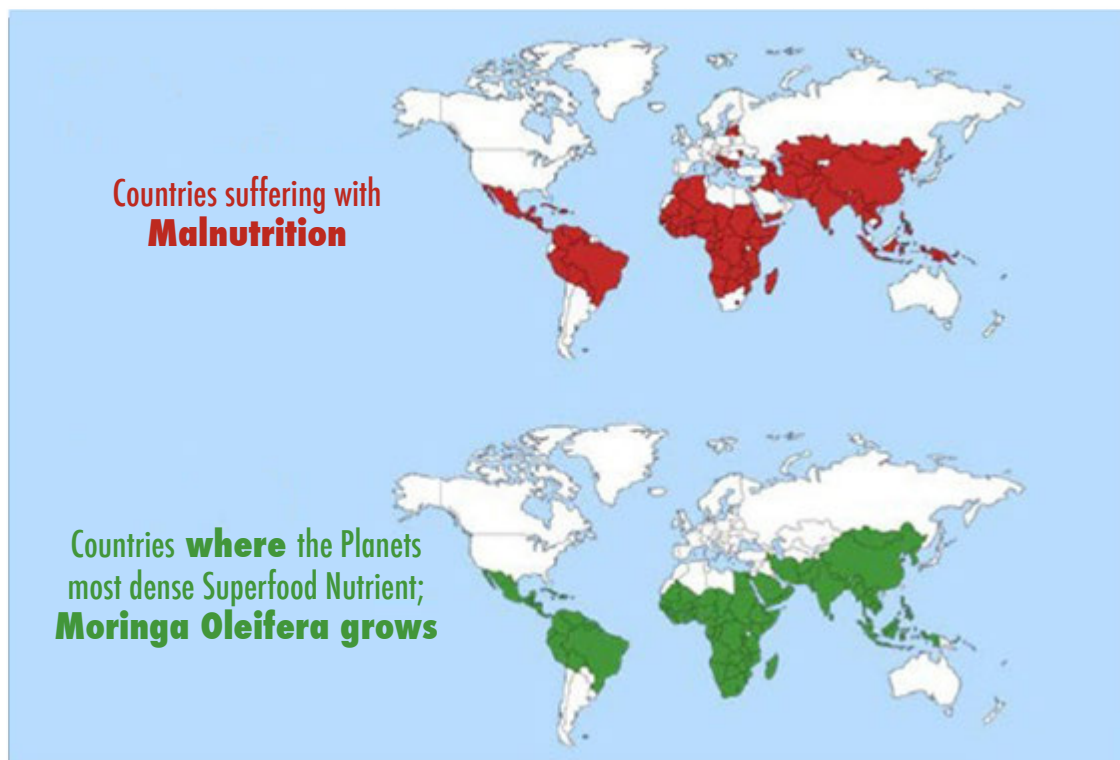 Countries suffering with
Malnutrition
Countries where the Planets
most dense Superfood Nutrient;
Moringa Oleifera grows